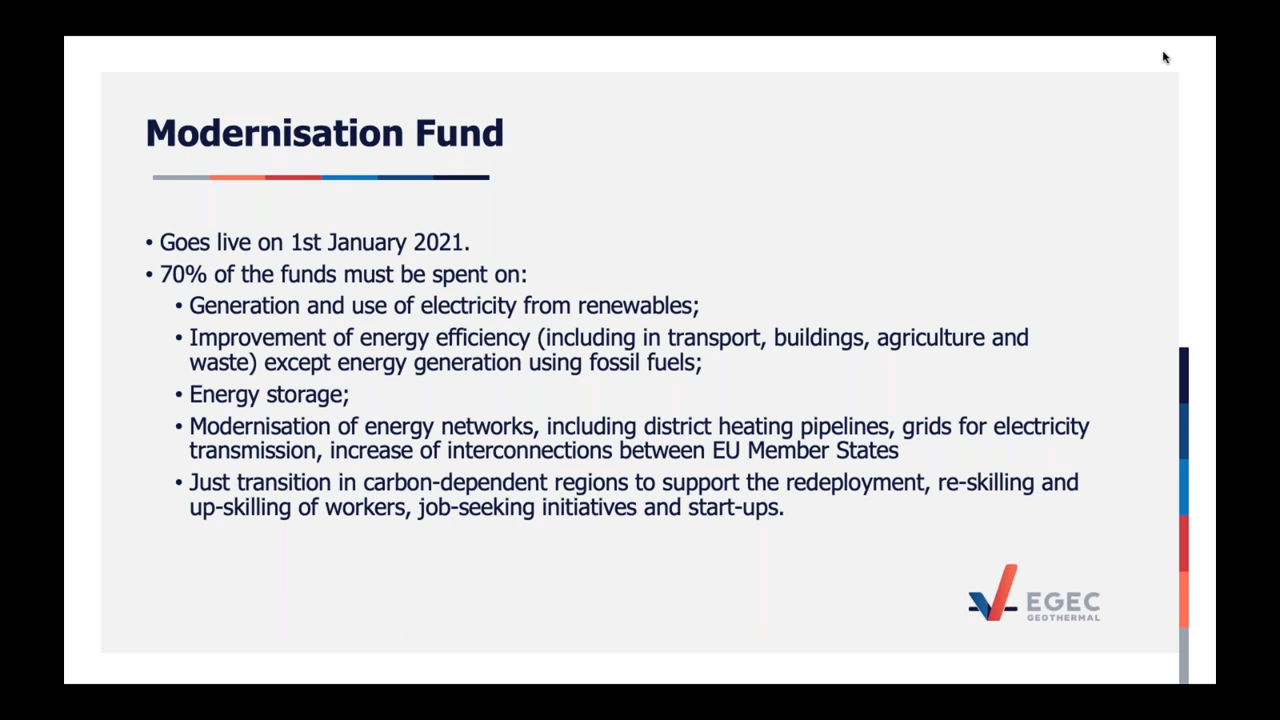 Modernisation Fund
• Goes live on 1st January 2021.
• 70% of the funds must be spent on:
• Generation and use of electricity from renewables;
• Improvement of energy efficiency (including in transport, buildings, agriculture and
waste) except energy generation using fossil fuels;
• Energy storage;
• Modernisation of energy networks, including district heating pipelines, grids for electricity
transmission, increase of interconnections between EU Member States
• Just transition in carbon-dependent regions to support the redeployment, re-skilling and
up-skilling of workers, job-seeking initiatives and start-ups.
EGEC
GEOTHERMAL